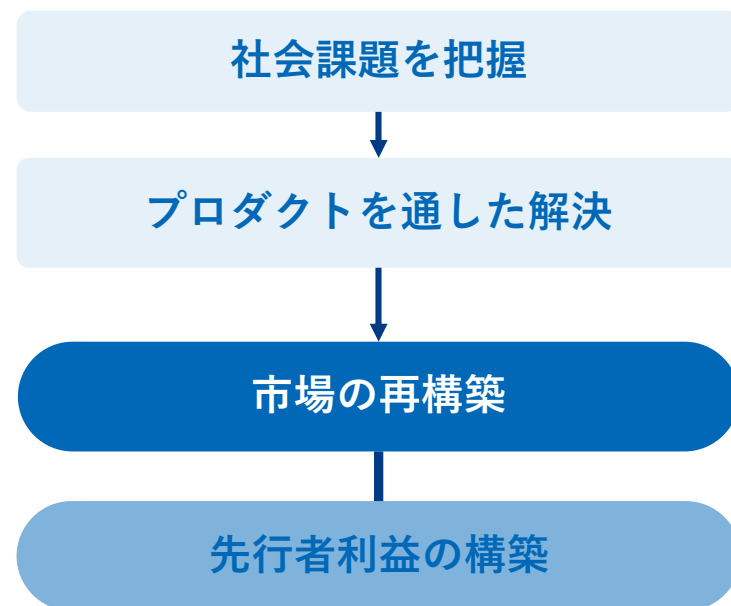 社会課題を把握
プロダクトを通した解決
市場の再構築
先行者利益の構築